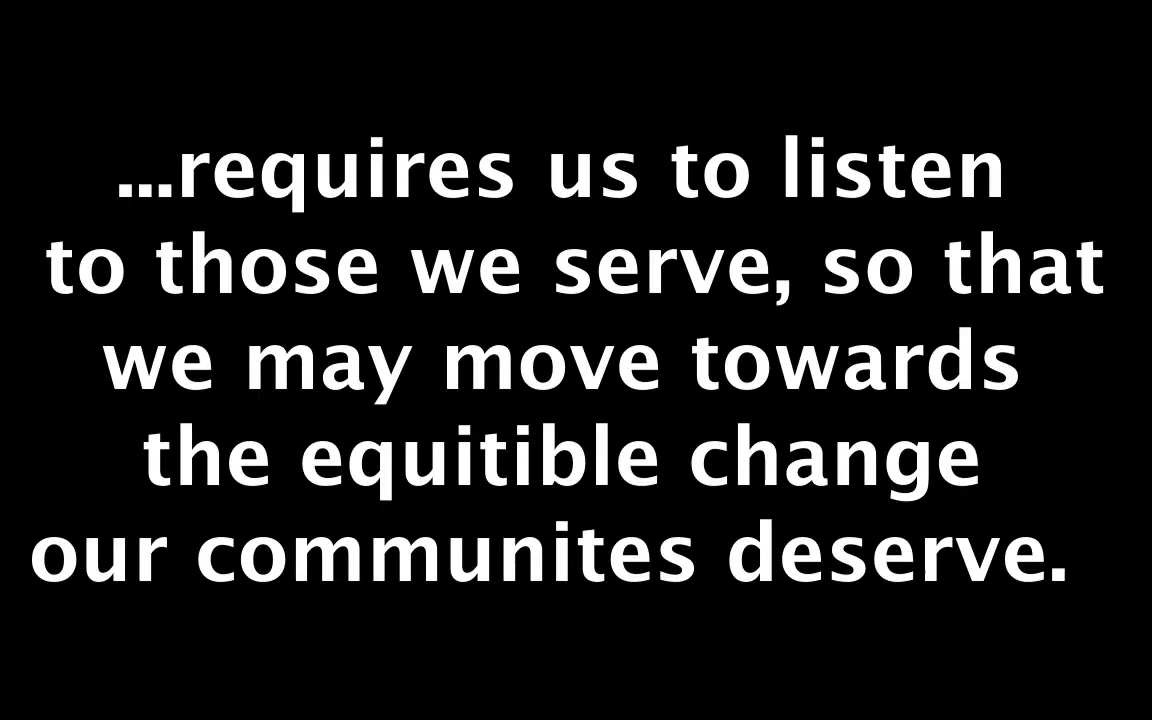 ...requires us to listen
to those we serve, so that
we may move towards
the equitible change
our communites deserve.